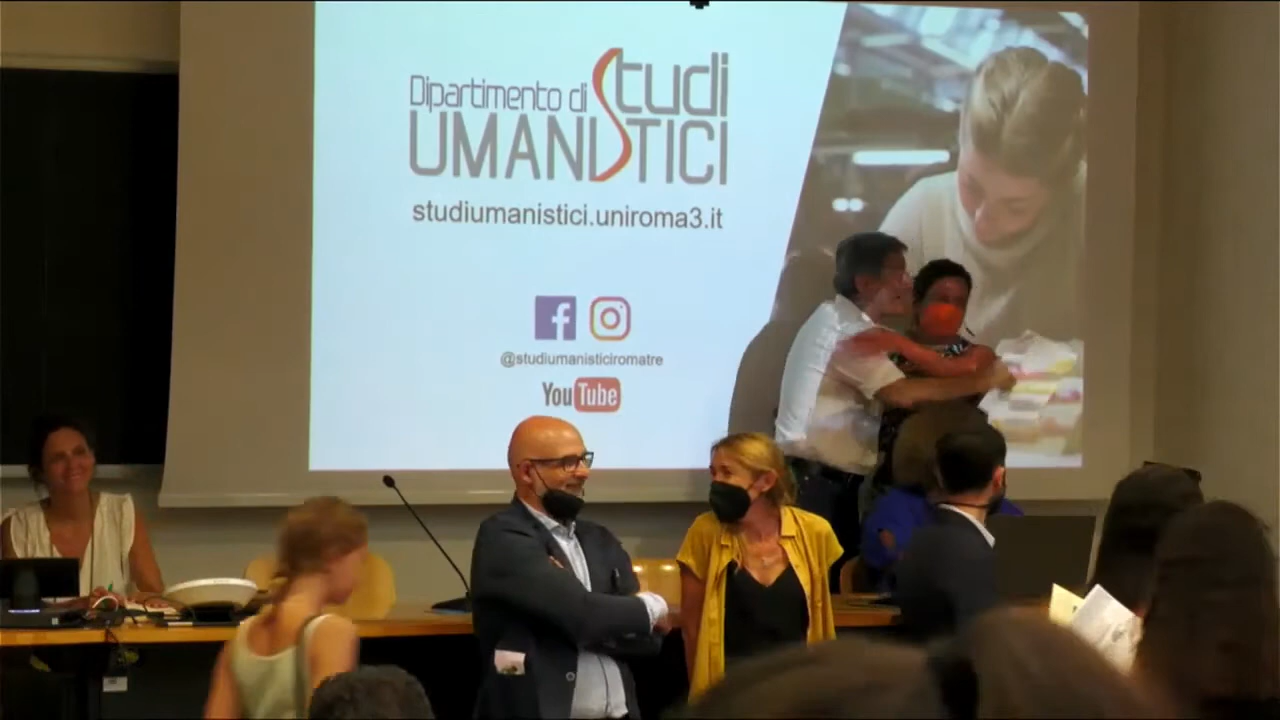 Dipartimento di Studi
UMANISTICI
studiumanistici.uniroma3.it
@studiumanisticiromatre
YouTube